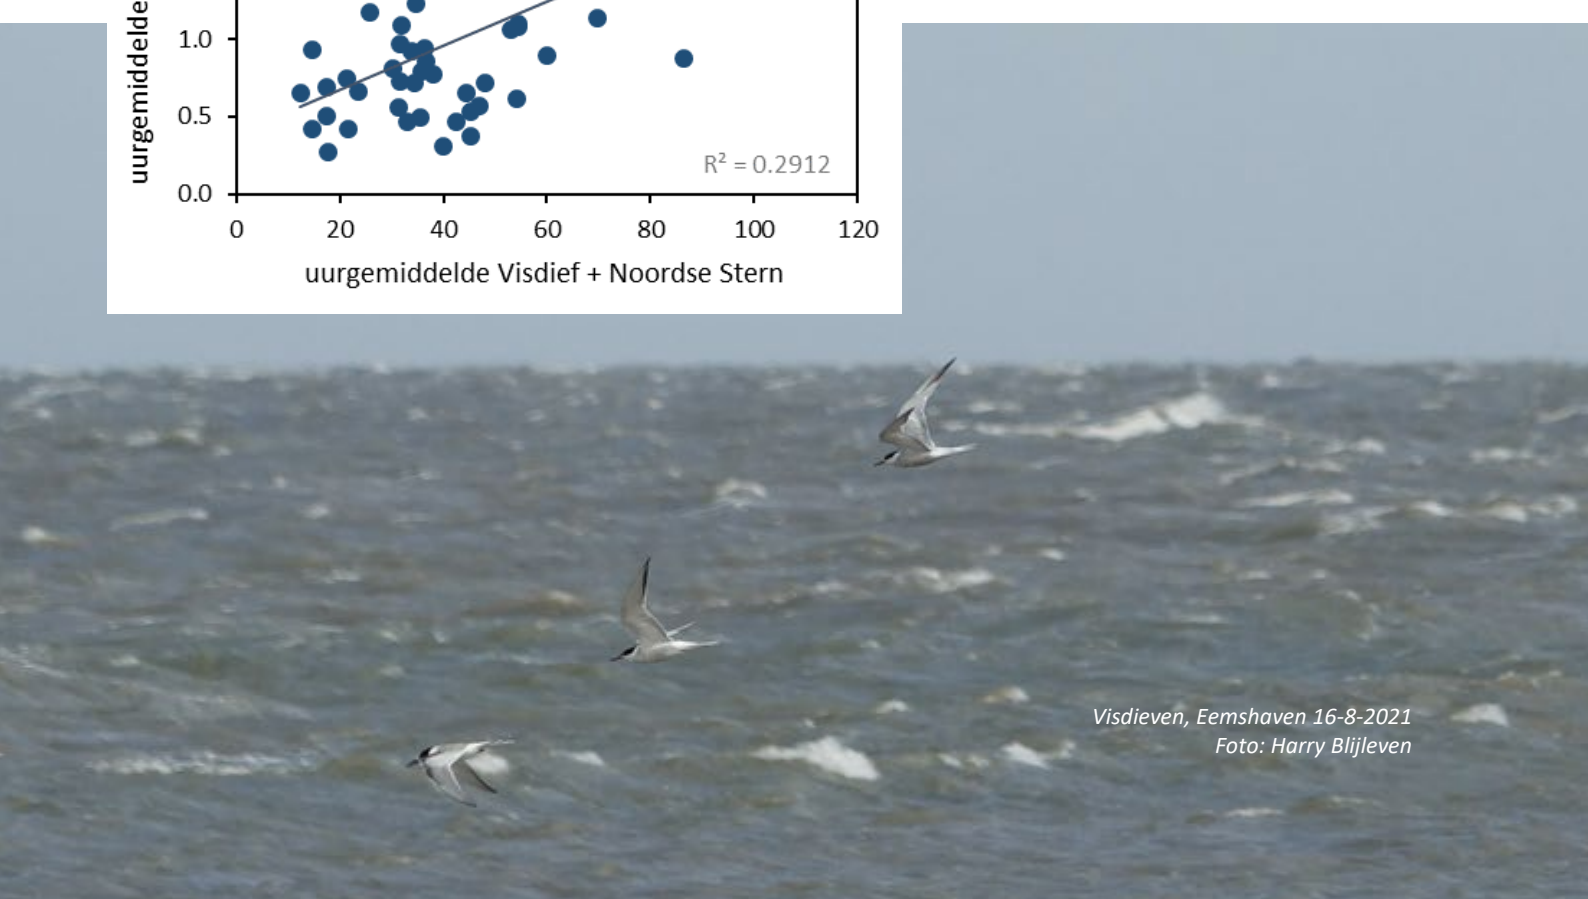 uurgemiddelde
1.0
0.5
0.0
R² = 0.2912
0 20 40 60 80 100 120
uurgemiddelde Visdief + Noordse Stern
Visdieven, Eemshaven 16-8-2021
Foto: Harry Blijleven